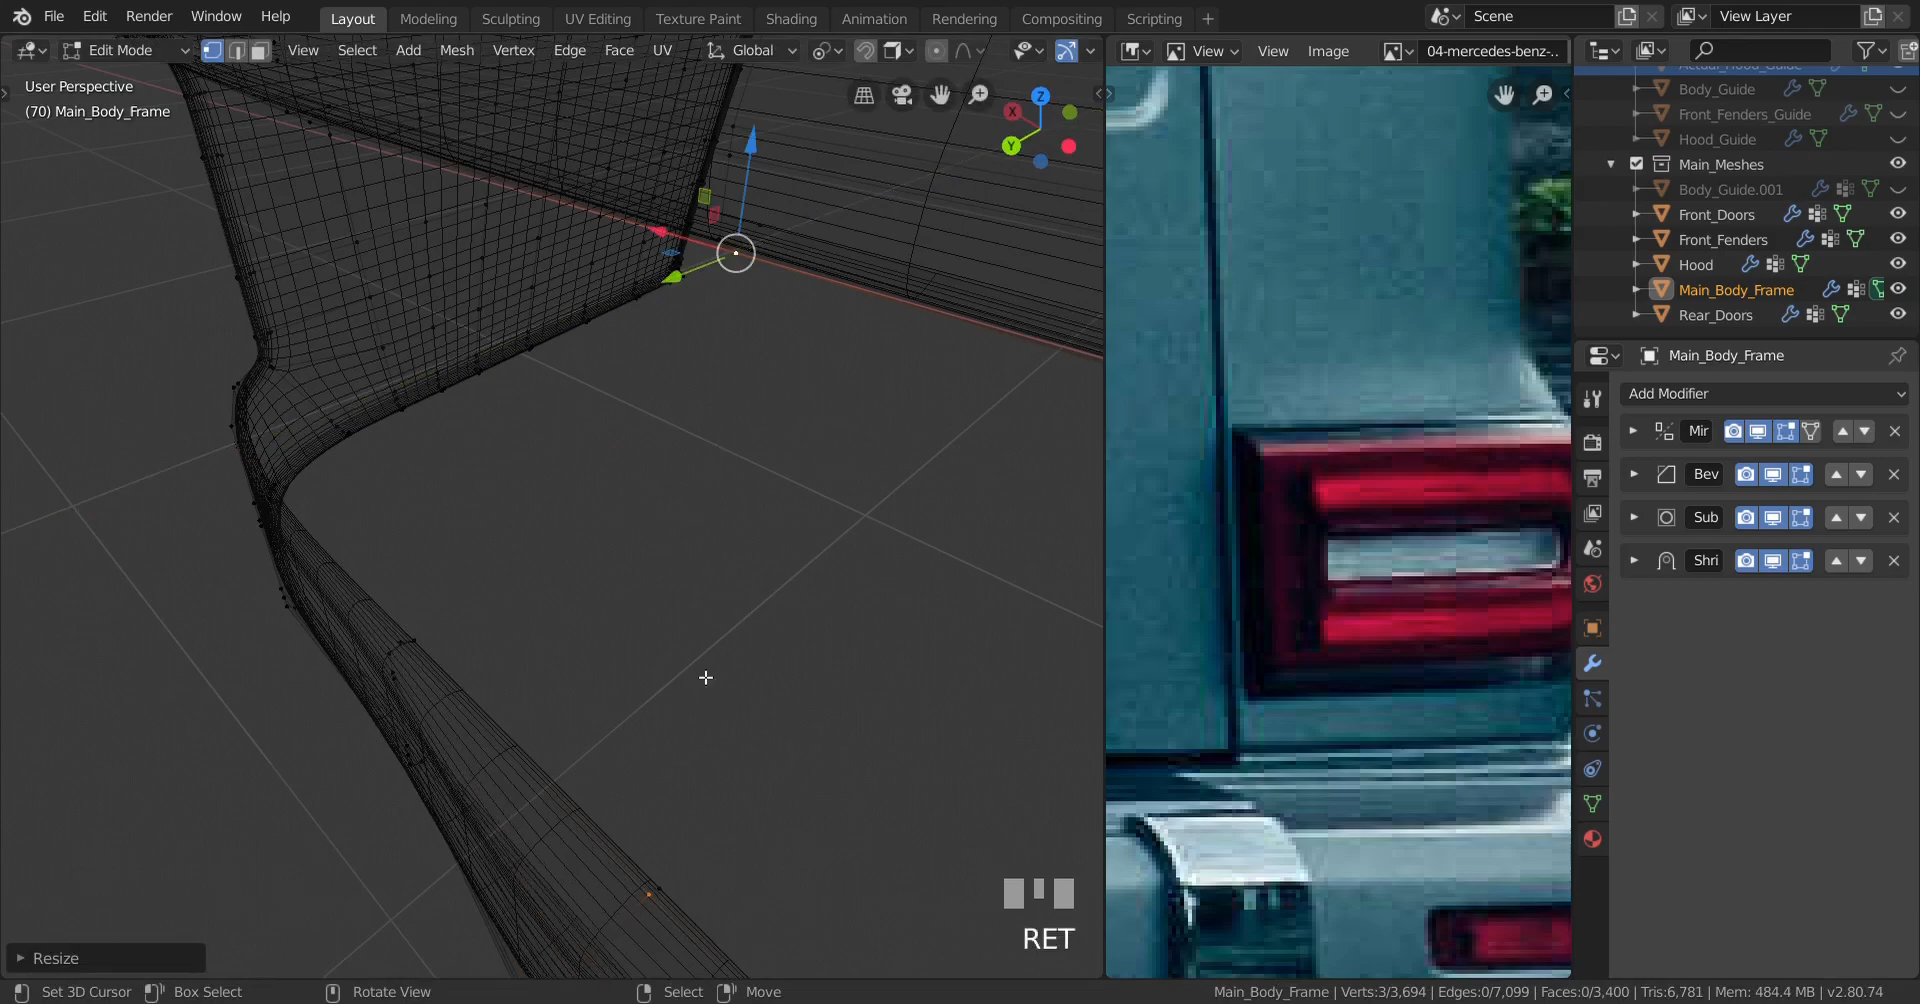 File Edit Render Window Help Layout Modeling Sculpting UV Editing Texture Paint Shading Animation Rendering Compositing Scripting + Scene View Layer
Edit Mode View Select Add Mesh Vertex Edge Face UV Global View View Image 04-mercedes-benz-..
User Perspective
(70) Main_Body_Frame
Z
X
Y
Actual_Hood_Guide
Body_Guide
Front_Fenders_Guide
Hood_Guide
Main_Meshes
Body_Guide.001
Front_Doors
Front_Fenders
Hood
Main_Body_Frame
Rear_Doors
Main_Body_Frame
Add Modifier
Mir
Bev
Sub
Shri
RET
Resize
Set 3D Cursor Box Select Rotate View Select Move Main_Body_Frame | Verts:3/3,694 | Edges:0/7,099 | Faces:0/3,400 | Tris:6,781 | Mem: 484.4 MB | v2.80.74